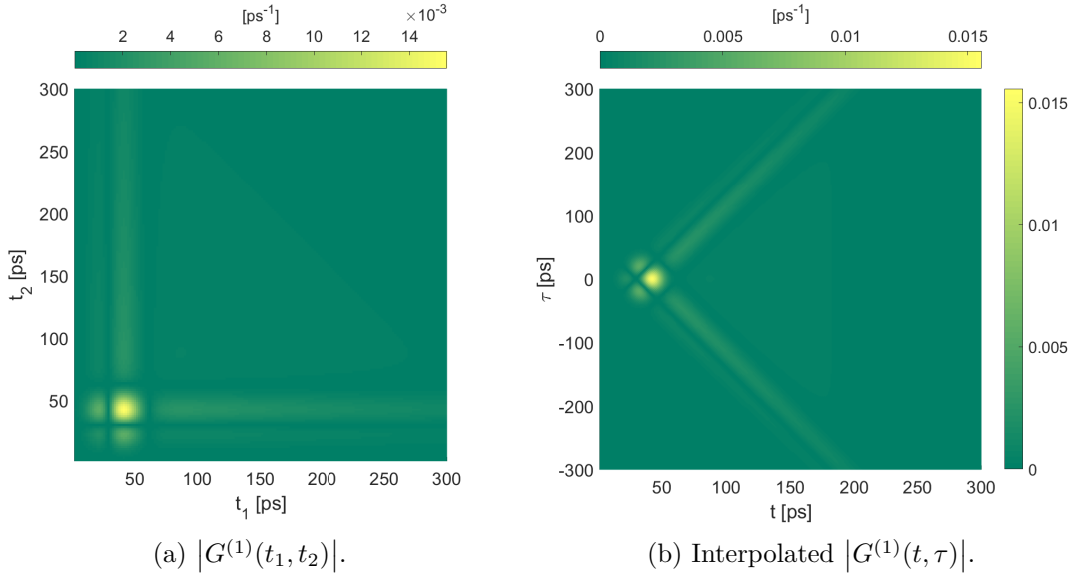 [ps⁻¹]
×10⁻³
2 4 6 8 10 12 14
300
250
200
150
100
50
t₂ [ps]
50 100 150 200 250 300
t₁ [ps]
(a) |G⁽¹⁾(t₁, t₂)|.
[ps⁻¹]
0 0.005 0.01 0.015
300
200
100
0
-100
-200
-300
τ [ps]
50 100 150 200 250 300
t [ps]
0.015
0.01
0.005
0
(b) Interpolated |G⁽¹⁾(t, τ)|.